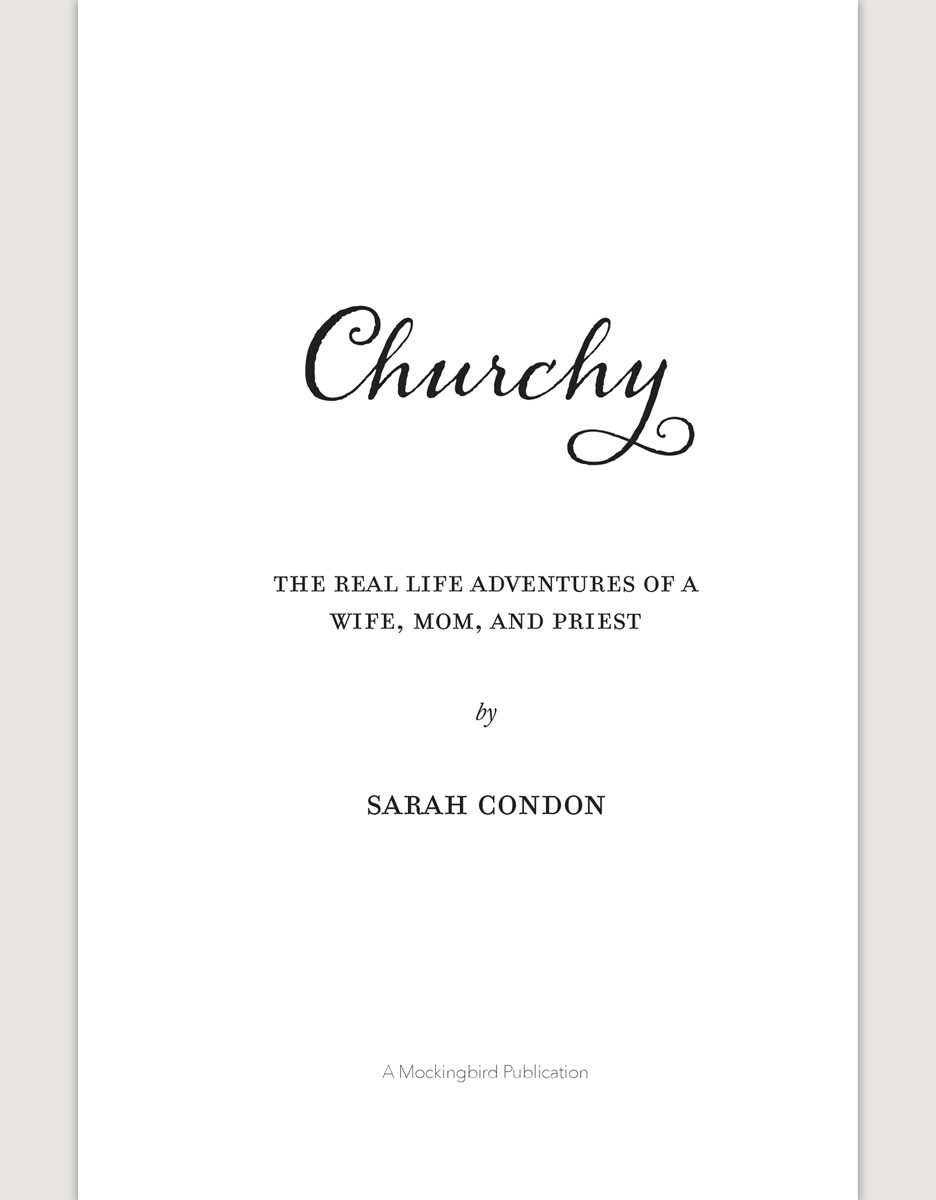 Churchy
THE REAL LIFE ADVENTURES OF A
WIFE, MOM, AND PRIEST
by
SARAH CONDON
A Mockingbird Publication